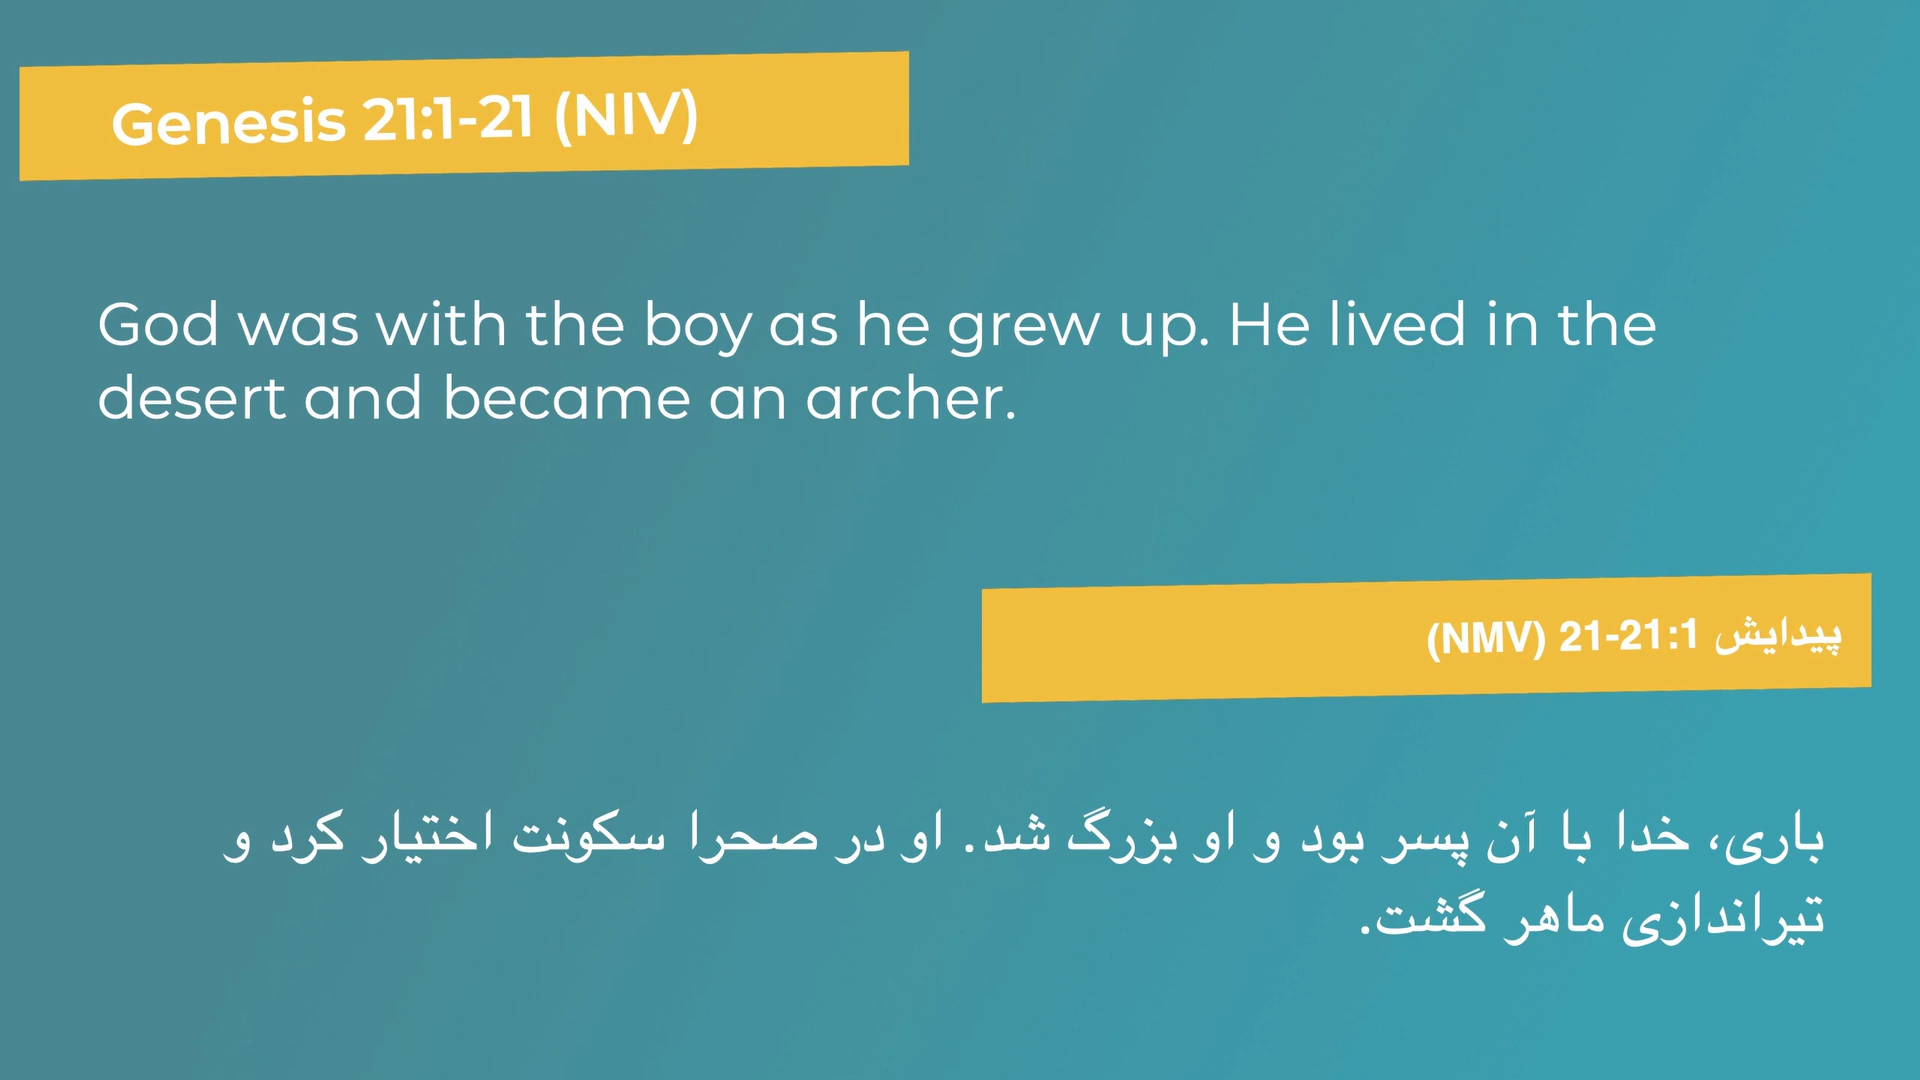 Genesis 21:1-21 (NIV)
God was with the boy as he grew up. He lived in the
desert and became an archer.
پیدایش 21:1-21 (NMV)
باری، خدا با آن پسر بود و او بزرگ شد. او در صحرا سکونت اختیار کرد و
تیراندازی ماهر گشت.